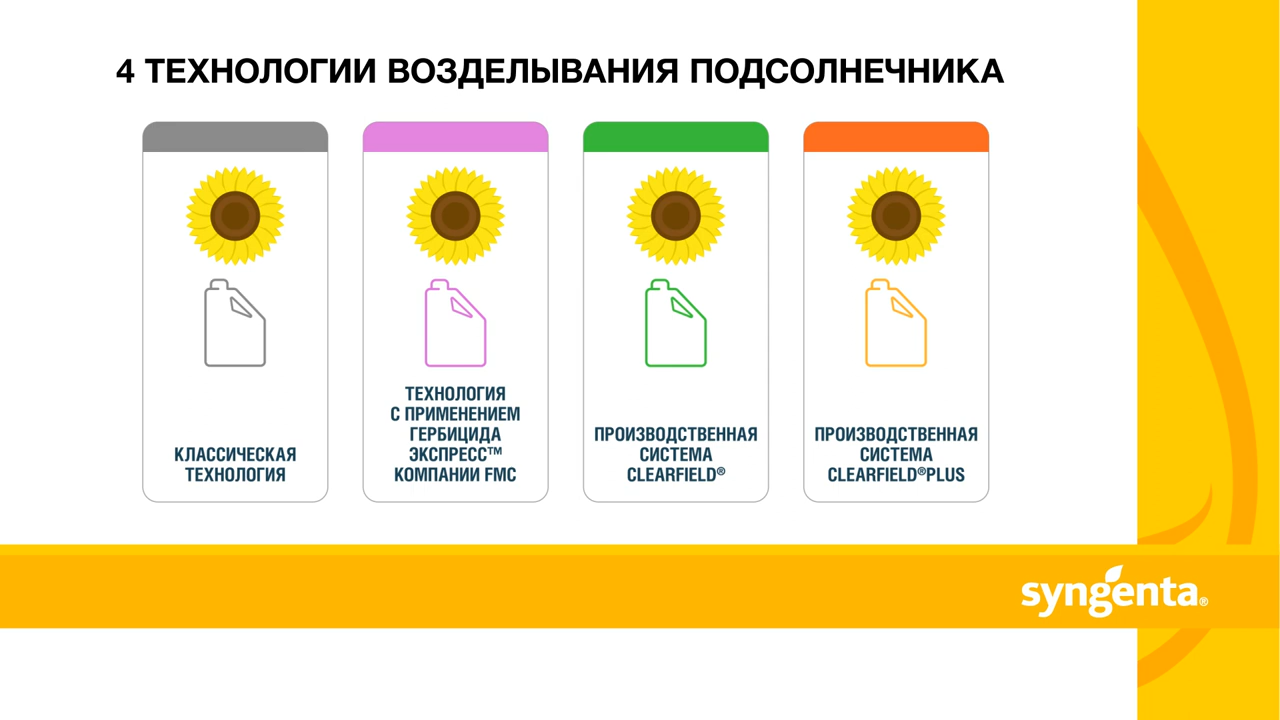 4 ТЕХНОЛОГИИ ВОЗДЕЛЫВАНИЯ ПОДСОЛНЕЧНИКА
КЛАССИЧЕСКАЯ
ТЕХНОЛОГИЯ
ТЕХНОЛОГИЯ
С ПРИМЕНЕНИЕМ
ГЕРБИЦИДА
ЭКСПРЕСС™
КОМПАНИИ FMC
ПРОИЗВОДСТВЕННАЯ
СИСТЕМА
CLEARFIELD®
ПРОИЗВОДСТВЕННАЯ
СИСТЕМА
CLEARFIELD®PLUS
syngenta®